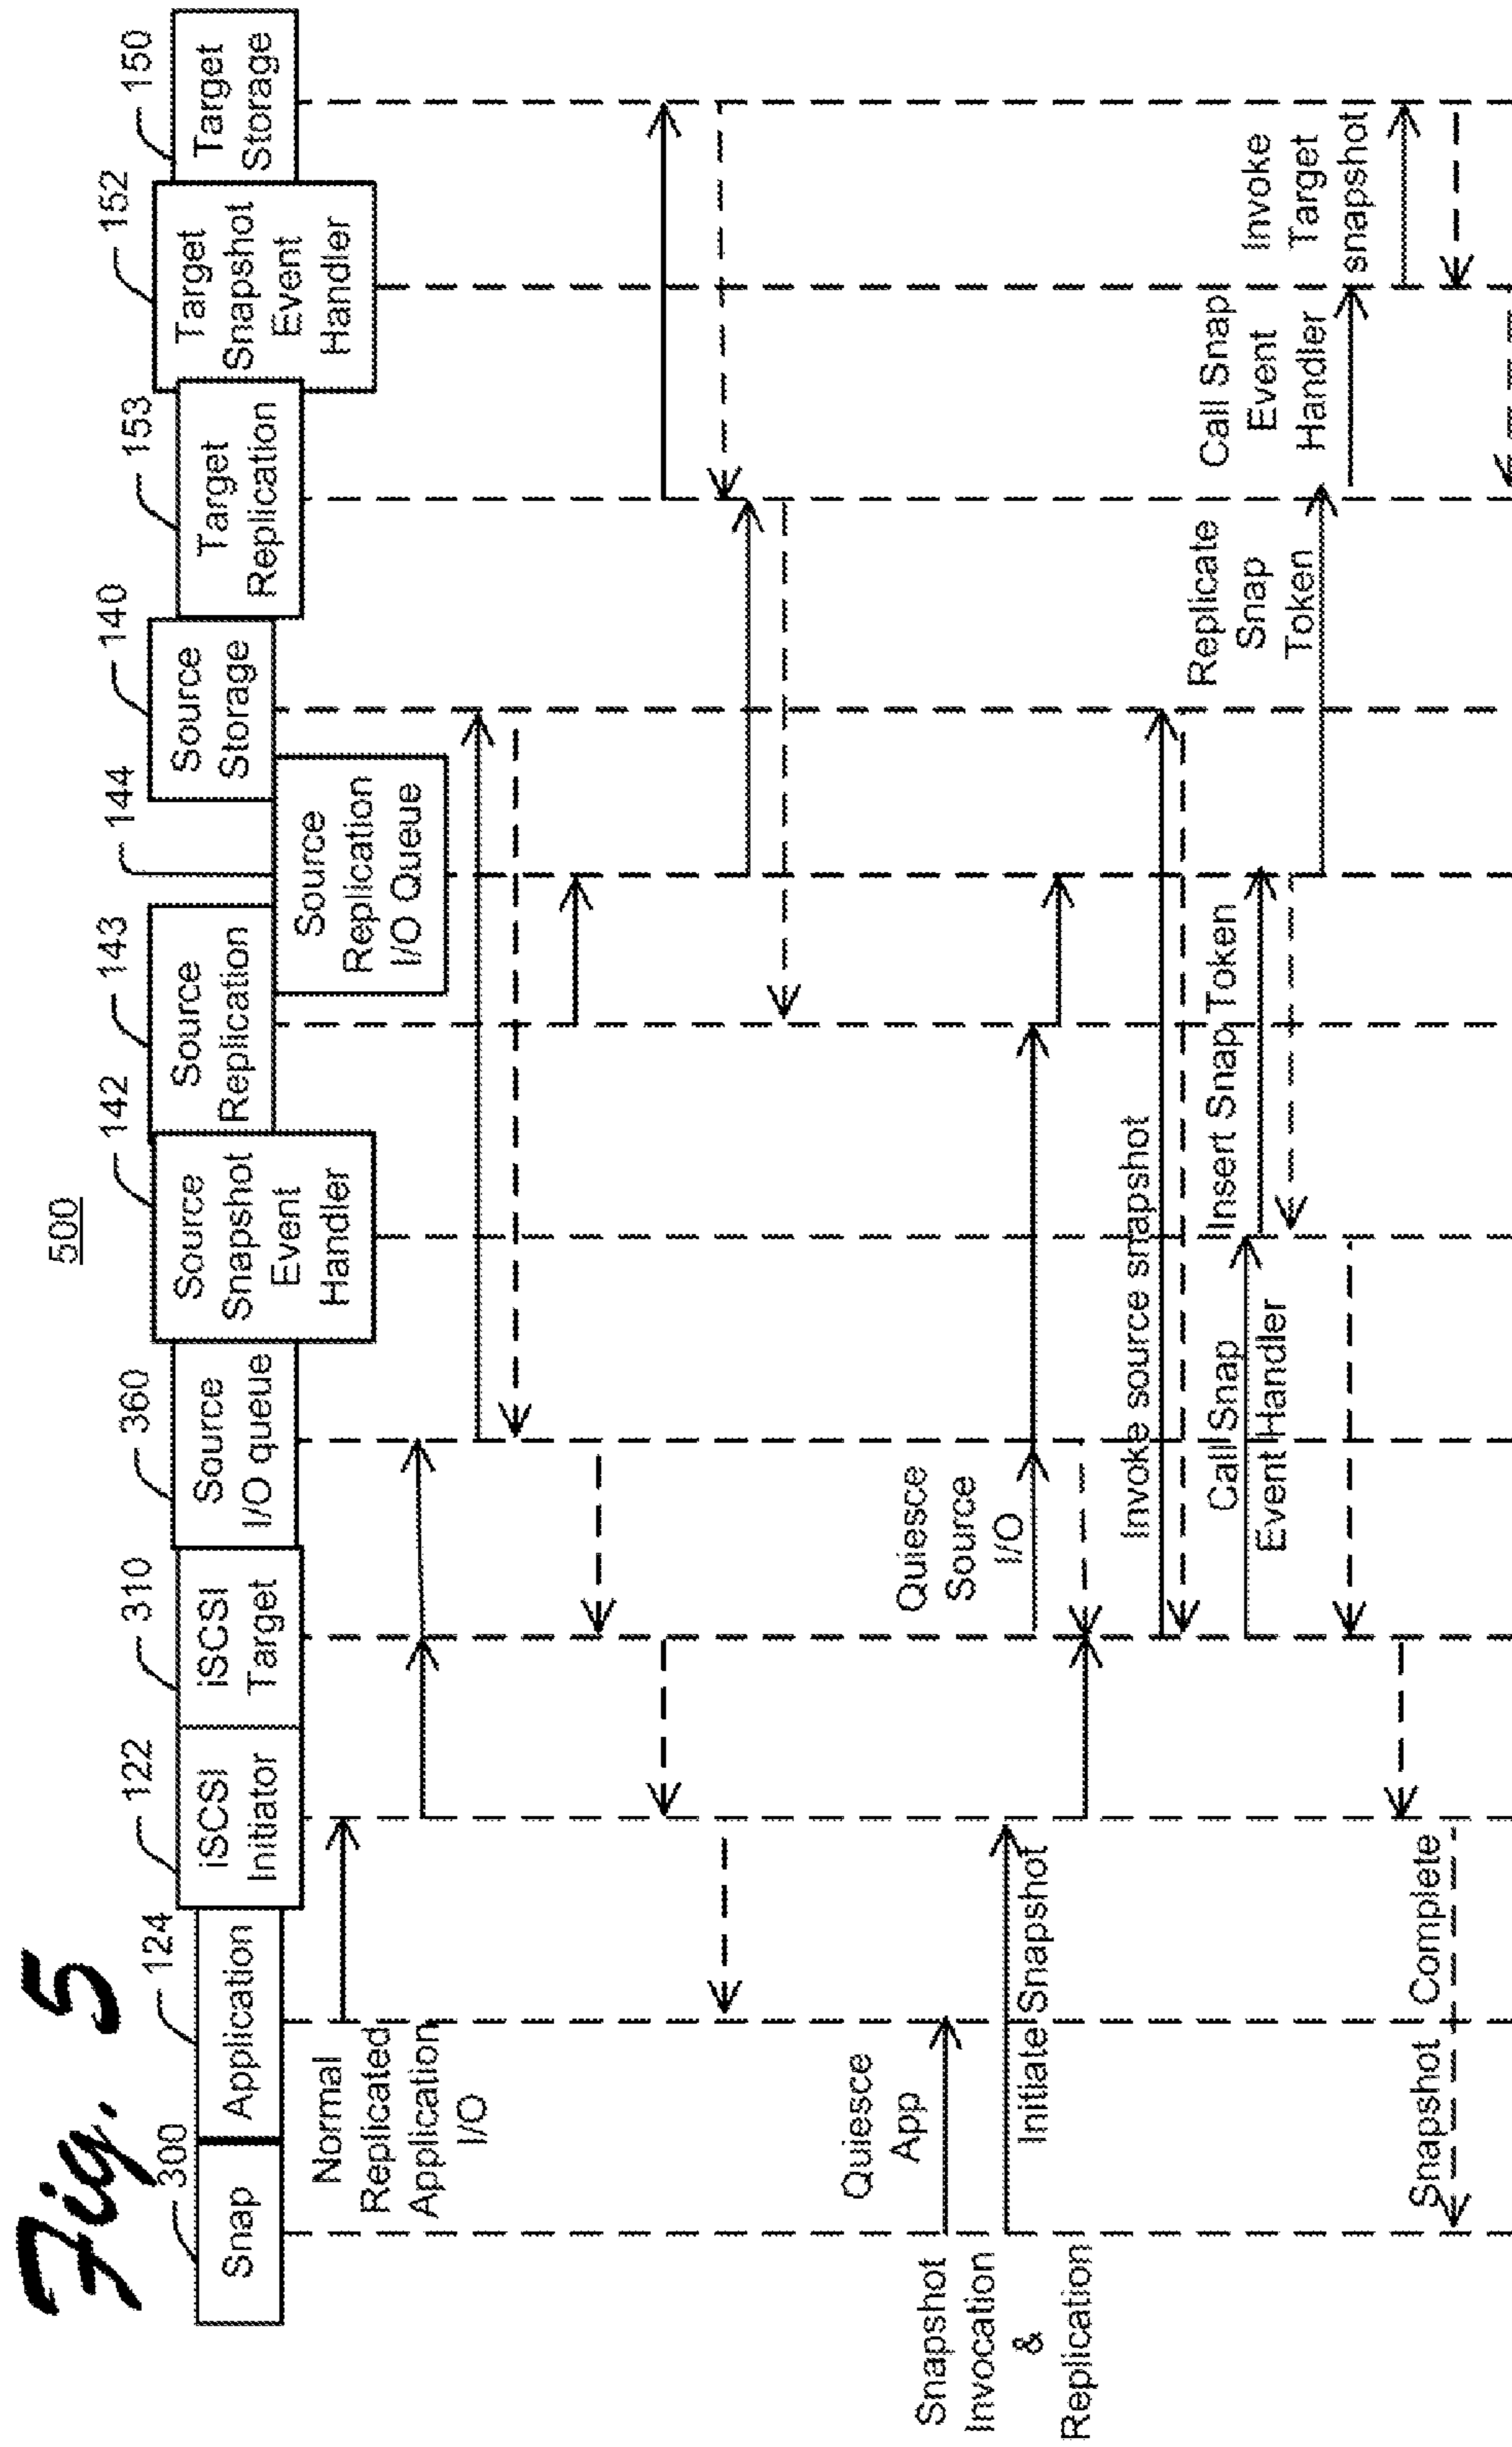 Fig. 5
500
300
124
122
310
360
142
143
144
140
153
152
150
Snap
Application
iSCSI
Initiator
iSCSI
Target
Source
I/O queue
Source
Snapshot
Event
Handler
Source
Replication
Source
Replication
I/O Queue
Source
Storage
Target
Replication
Target
Snapshot
Event
Handler
Target
Storage
Normal
Replicated
Application
I/O
Snapshot
Invocation
&
Replication
Quiesce
App
Initiate Snapshot
Quiesce
Source
I/O
Invoke source snapshot
Call Snap
Event Handler
Insert Snap Token
Replicate
Snap
Token
Call Snap
Event
Handler
Invoke
Target
snapshot
Snapshot Complete